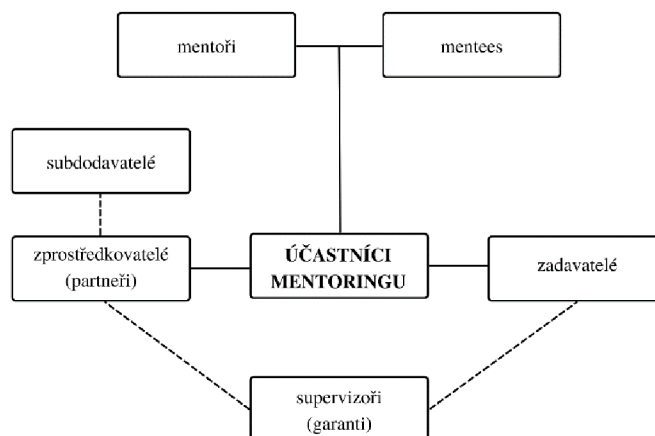 mentoři
mentees
subdodavatelé
zprostředkovatelé
(partneři)
ÚČASTNÍCI
MENTORINGU
zadavatelé
supervizoři
(garanti)